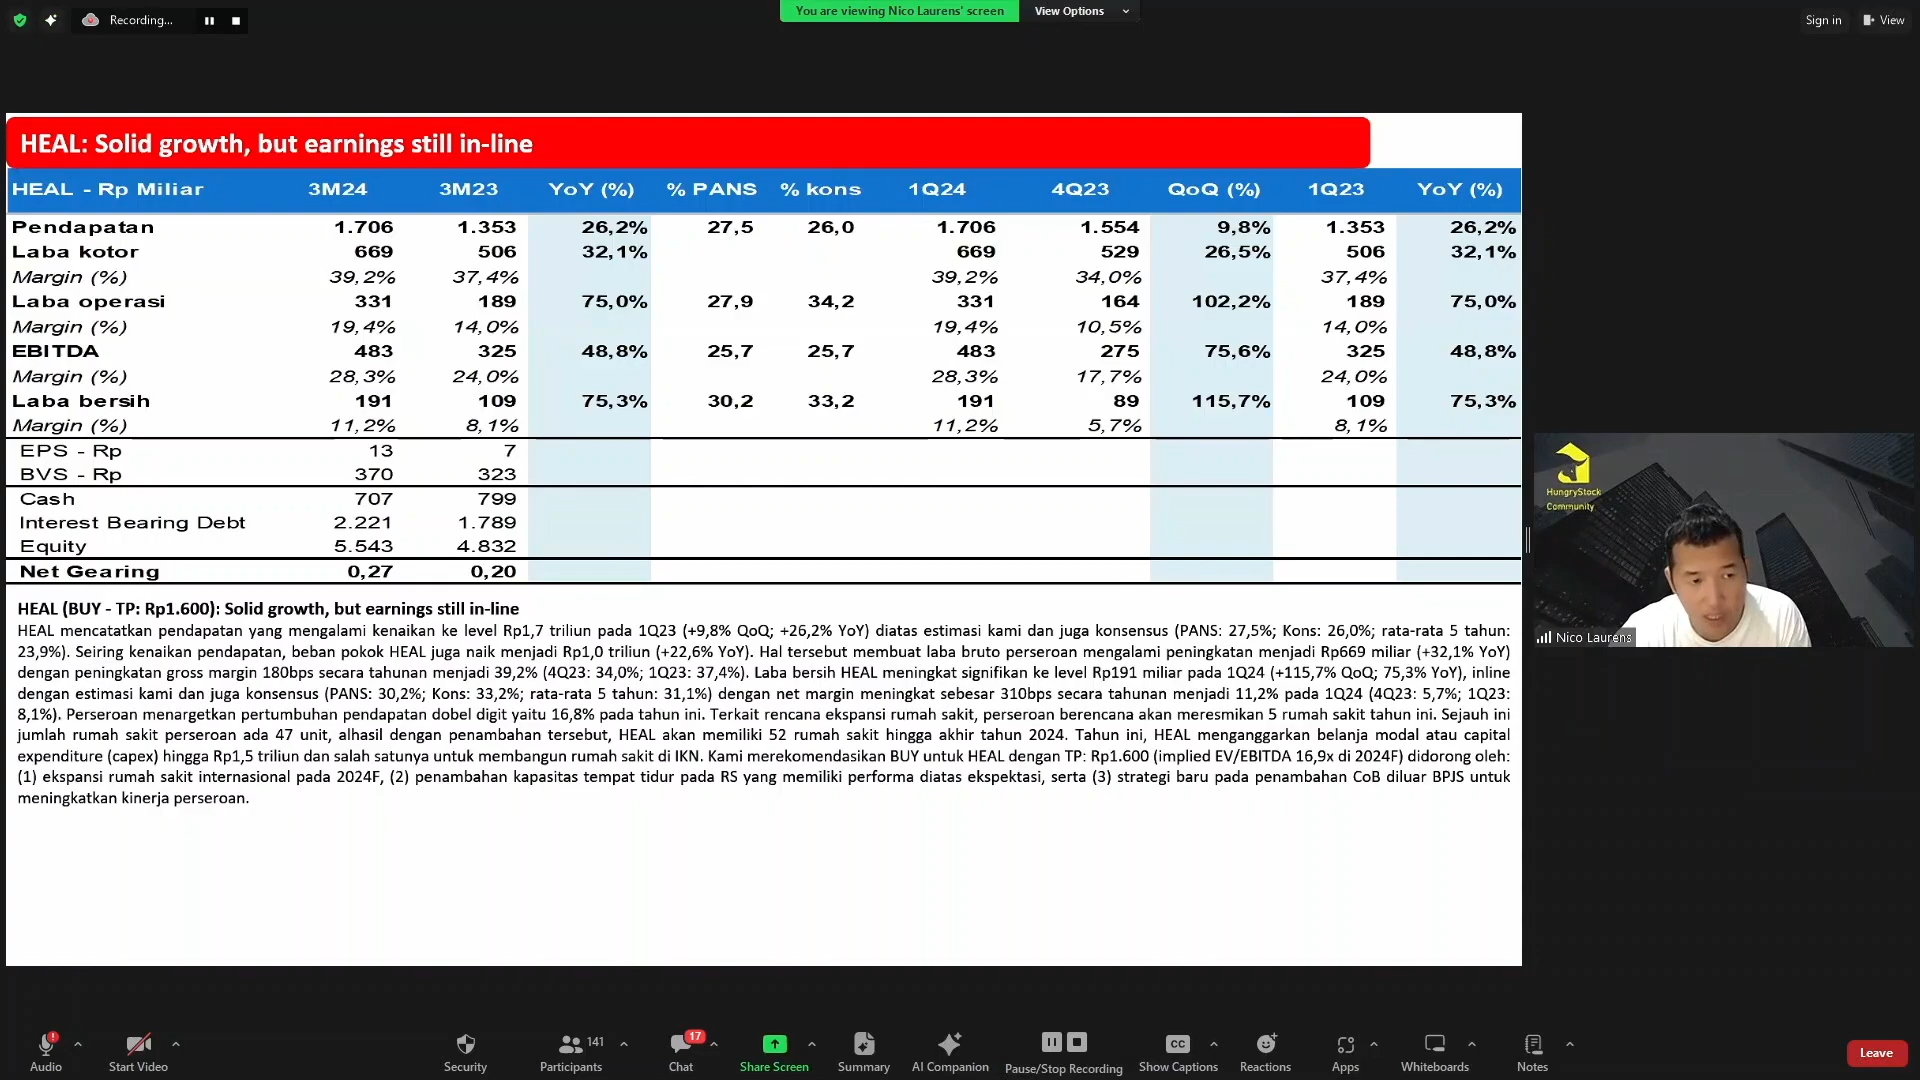 Recording...
You are viewing Nico Laurens' screen
View Options
Sign in
View
HEAL: Solid growth, but earnings still in-line
HEAL - Rp Miliar 3M24 3M23 YoY (%) % PANS % kons 1Q24 4Q23 QoQ (%) 1Q23 YoY (%)
Pendapatan 1.706 1.353 26,2% 27,5 26,0 1.706 1.554 9,8% 1.353 26,2%
Laba kotor 669 506 32,1% 669 529 26,5% 506 32,1%
Margin (%) 39,2% 37,4% 39,2% 34,0% 37,4%
Laba operasi 331 189 75,0% 27,9 34,2 331 164 102,2% 189 75,0%
Margin (%) 19,4% 14,0% 19,4% 10,5% 14,0%
EBITDA 483 325 48,8% 25,7 25,7 483 275 75,6% 325 48,8%
Margin (%) 28,3% 24,0% 28,3% 17,7% 24,0%
Laba bersih 191 109 75,3% 30,2 33,2 191 89 115,7% 109 75,3%
Margin (%) 11,2% 8,1% 11,2% 5,7% 8,1%
EPS - Rp 13 7
BVS - Rp 370 323
Cash 707 799
Interest Bearing Debt 2.221 1.789
Equity 5.543 4.832
Net Gearing 0,27 0,20
HEAL (BUY - TP: Rp1.600): Solid growth, but earnings still in-line
HEAL mencatatkan pendapatan yang mengalami kenaikan ke level Rp1,7 triliun pada 1Q23 (+9,8% QoQ; +26,2% YoY) diatas estimasi kami dan juga konsensus (PANS: 27,5%; Kons: 26,0%; rata-rata 5 tahun:
23,9%). Seiring kenaikan pendapatan, beban pokok HEAL juga naik menjadi Rp1,0 triliun (+22,6% YoY). Hal tersebut membuat laba bruto perseroan mengalami peningkatan menjadi Rp669 miliar (+32,1% YoY)
dengan peningkatan gross margin 180bps secara tahunan menjadi 39,2% (4Q23: 34,0%; 1Q23: 37,4%). Laba bersih HEAL meningkat signifikan ke level Rp191 miliar pada 1Q24 (+115,7% QoQ; 75,3% YoY), inline
dengan estimasi kami dan juga konsensus (PANS: 30,2%; Kons: 33,2%; rata-rata 5 tahun: 31,1%) dengan net margin meningkat sebesar 310bps secara tahunan menjadi 11,2% pada 1Q24 (4Q23: 5,7%; 1Q23:
8,1%). Perseroan menargetkan pertumbuhan pendapatan dobel digit yaitu 16,8% pada tahun ini. Terkait rencana ekspansi rumah sakit, perseroan berencana akan meresmikan 5 rumah sakit tahun ini. Sejauh ini
jumlah rumah sakit perseroan ada 47 unit, alhasil dengan penambahan tersebut, HEAL akan memiliki 52 rumah sakit hingga akhir tahun 2024. Tahun ini, HEAL menganggarkan belanja modal atau capital
expenditure (capex) hingga Rp1,5 triliun dan salah satunya untuk membangun rumah sakit di IKN. Kami merekomendasikan BUY untuk HEAL dengan TP: Rp1.600 (implied EV/EBITDA 16,9x di 2024F) didorong oleh:
(1) ekspansi rumah sakit internasional pada 2024F, (2) penambahan kapasitas tempat tidur pada RS yang memiliki performa diatas ekspektasi, serta (3) strategi baru pada penambahan CoB diluar BPJS untuk
meningkatkan kinerja perseroan.
HungryStock
Community
Nico Laurens
141
17
CC
Audio
Start Video
Security
Participants
Chat
Share Screen
Summary
AI Companion
Pause/Stop Recording
Show Captions
Reactions
Apps
Whiteboards
Notes
Leave